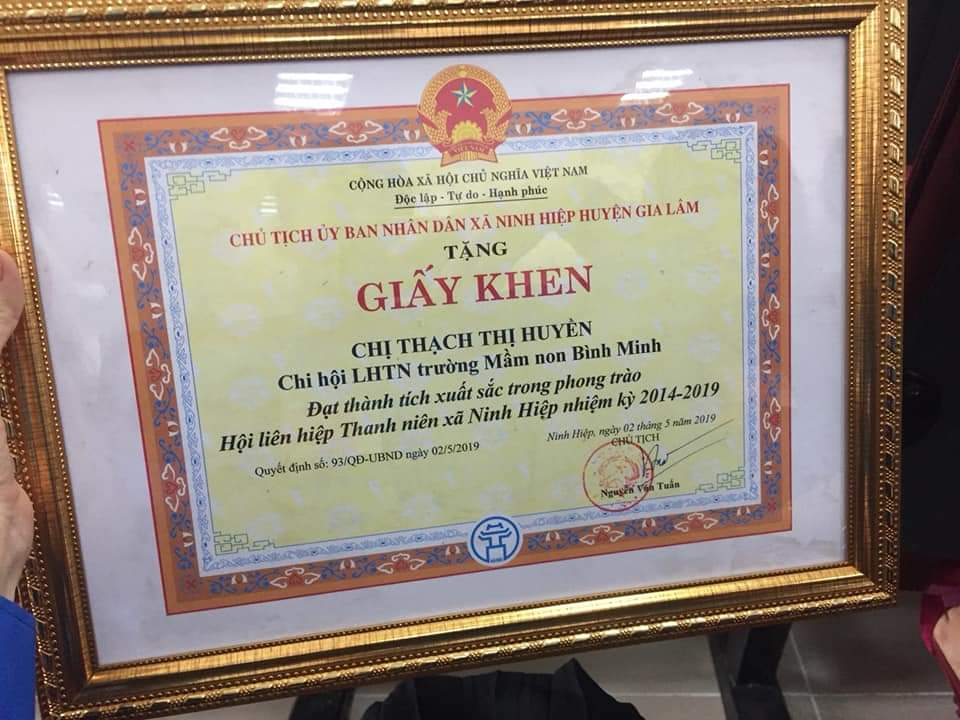 CỘNG HÒA XÃ HỘI CHỦ NGHĨA VIỆT NAM
Độc lập - Tự do - Hạnh phúc
CHỦ TỊCH ỦY BAN NHÂN DÂN XÃ NINH HIỆP HUYỆN GIA LÂM
TẶNG
GIẤY KHEN
CHỊ THẠCH THỊ HUYỀN
Chi hội LHTN trường Mầm non Bình Minh
Đạt thành tích xuất sắc trong phong trào
Hội liên hiệp Thanh niên xã Ninh Hiệp nhiệm kỳ 2014-2019
Quyết định số: 93/QĐ-UBND ngày 02/5/2019
Ninh Hiệp, ngày 02 tháng 5 năm 2019
CHỦ TỊCH
Nguyễn Văn Tuấn